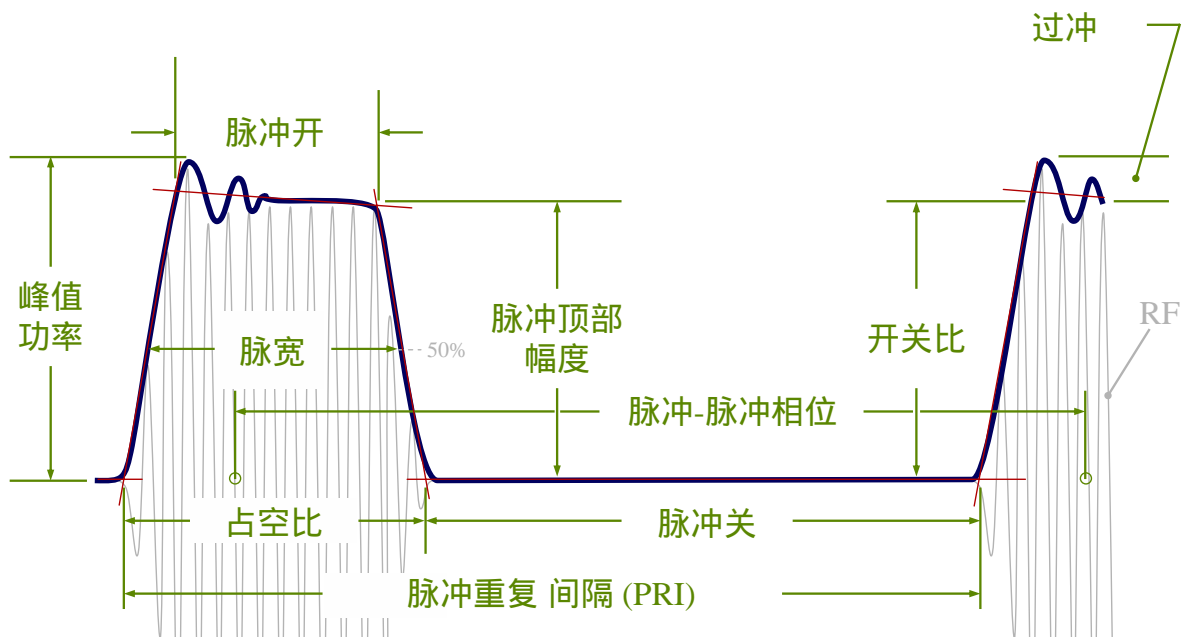 过冲
脉冲开
峰值
功率
脉冲顶部
幅度
开关比
RF
脉宽
50%
脉冲-脉冲相位
占空比
脉冲关
脉冲重复 间隔 (PRI)